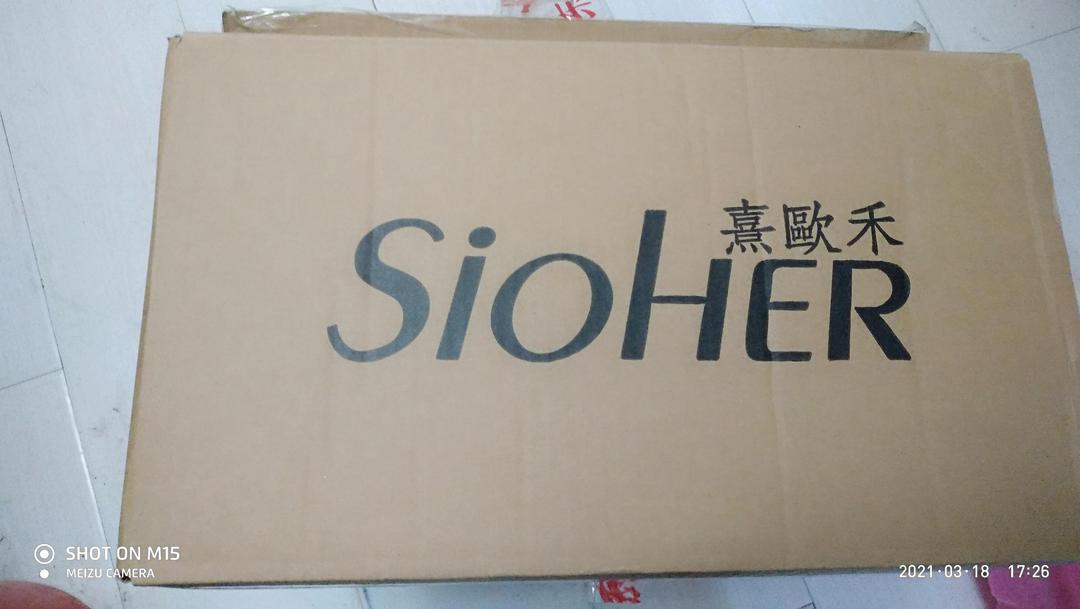 熹歐禾
SioHER
SHOT ON M15
MEIZU CAMERA
2021·03·18 17:26